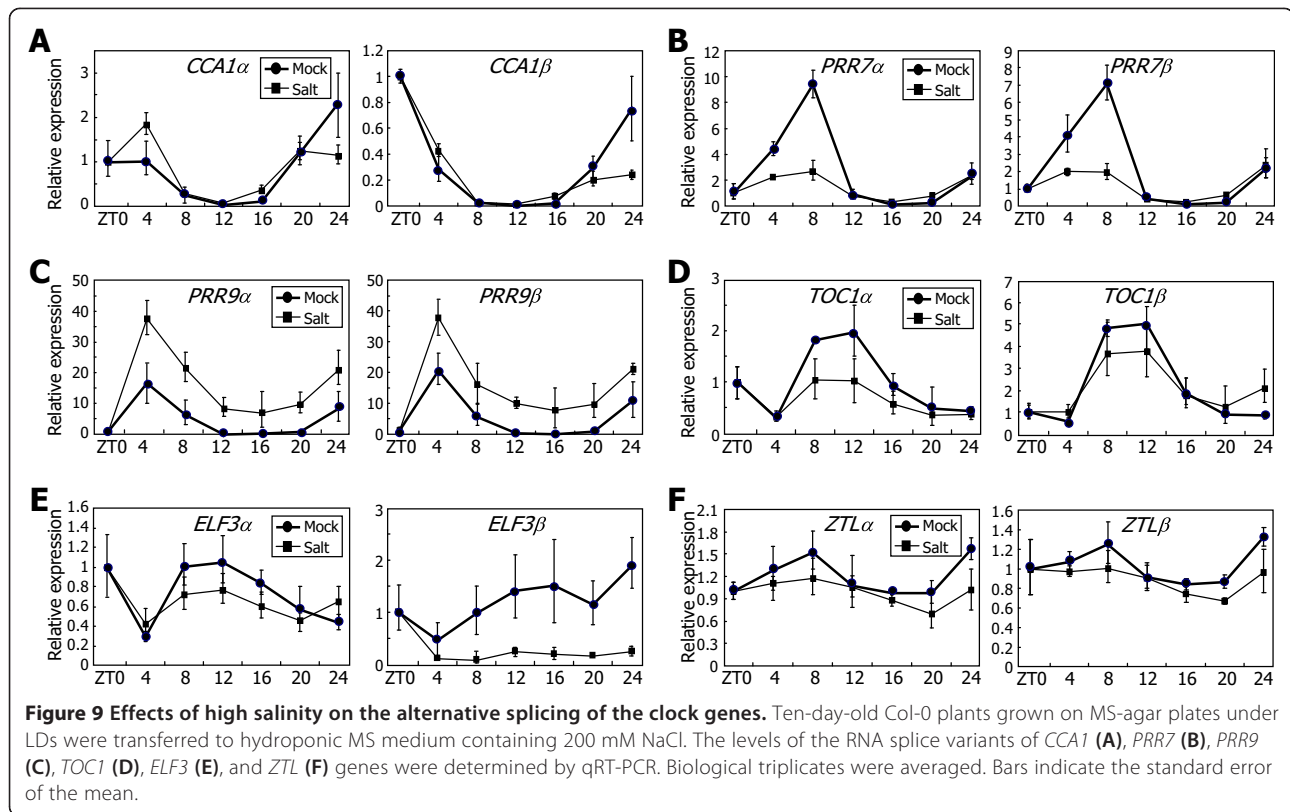 A
B
CCA1α
Mock
Salt
CCA1β
PRR7α
Mock
Salt
PRR7β
Relative expression
3
2
1
0
1.2
1.0
0.8
0.6
0.4
0.2
0
Relative expression
12
10
8
6
4
2
0
9
8
7
6
5
4
3
2
1
0
ZT0 4 8 12 16 20 24
ZT0 4 8 12 16 20 24
ZT0 4 8 12 16 20 24
ZT0 4 8 12 16 20 24
C
D
PRR9α
Mock
Salt
PRR9β
TOC1α
Mock
Salt
TOC1β
Relative expression
50
40
30
20
10
0
50
40
30
20
10
0
Relative expression
3
2
1
0
7
6
5
4
3
2
1
0
ZT0 4 8 12 16 20 24
ZT0 4 8 12 16 20 24
ZT0 4 8 12 16 20 24
ZT0 4 8 12 16 20 24
E
F
ELF3α
Mock
Salt
ELF3β
ZTLα
Mock
Salt
ZTLβ
Relative expression
1.6
1.4
1.2
1
0.8
0.6
0.4
0.2
0
3
2
1
0
Relative expression
2.1
1.8
1.5
1.2
0.9
0.6
0.3
0
1.6
1.4
1.2
1
0.8
0.6
0.4
0.2
0
ZT0 4 8 12 16 20 24
ZT0 4 8 12 16 20 24
ZT0 4 8 12 16 20 24
ZT0 4 8 12 16 20 24
Figure 9 Effects of high salinity on the alternative splicing of the clock genes. Ten-day-old Col-0 plants grown on MS-agar plates under
LDs were transferred to hydroponic MS medium containing 200 mM NaCl. The levels of the RNA splice variants of CCA1 (A), PRR7 (B), PRR9
(C), TOC1 (D), ELF3 (E), and ZTL (F) genes were determined by qRT-PCR. Biological triplicates were averaged. Bars indicate the standard error
of the mean.